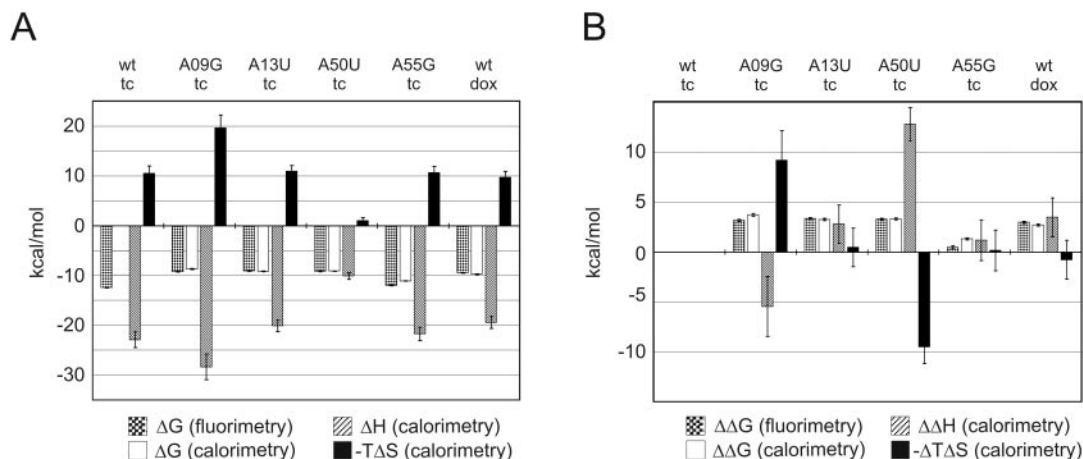 A
wt A09G A13U A50U A55G wt
tc tc tc tc tc dox
20
10
0
-10
-20
-30
kcal/mol
ΔG (fluorimetry) ΔH (calorimetry)
ΔG (calorimetry) -TΔS (calorimetry)
B
wt A09G A13U A50U A55G wt
tc tc tc tc tc dox
10
5
0
-5
-10
kcal/mol
ΔΔG (fluorimetry) ΔΔH (calorimetry)
ΔΔG (calorimetry) -ΔTΔS (calorimetry)